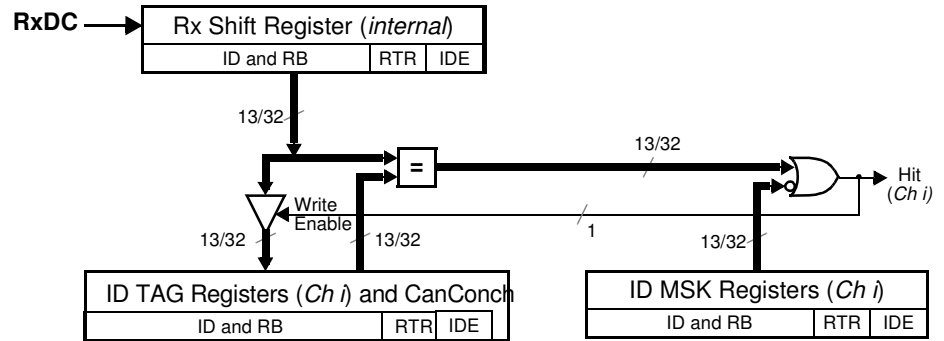 RxDC
Rx Shift Register (internal)
ID and RB RTR IDE
13/32
13/32
=
Write
Enable
Hit
(Ch i)
1
13/32
13/32
13/32
ID TAG Registers (Ch i) and CanConch
ID and RB RTR IDE
ID MSK Registers (Ch i)
ID and RB RTR IDE